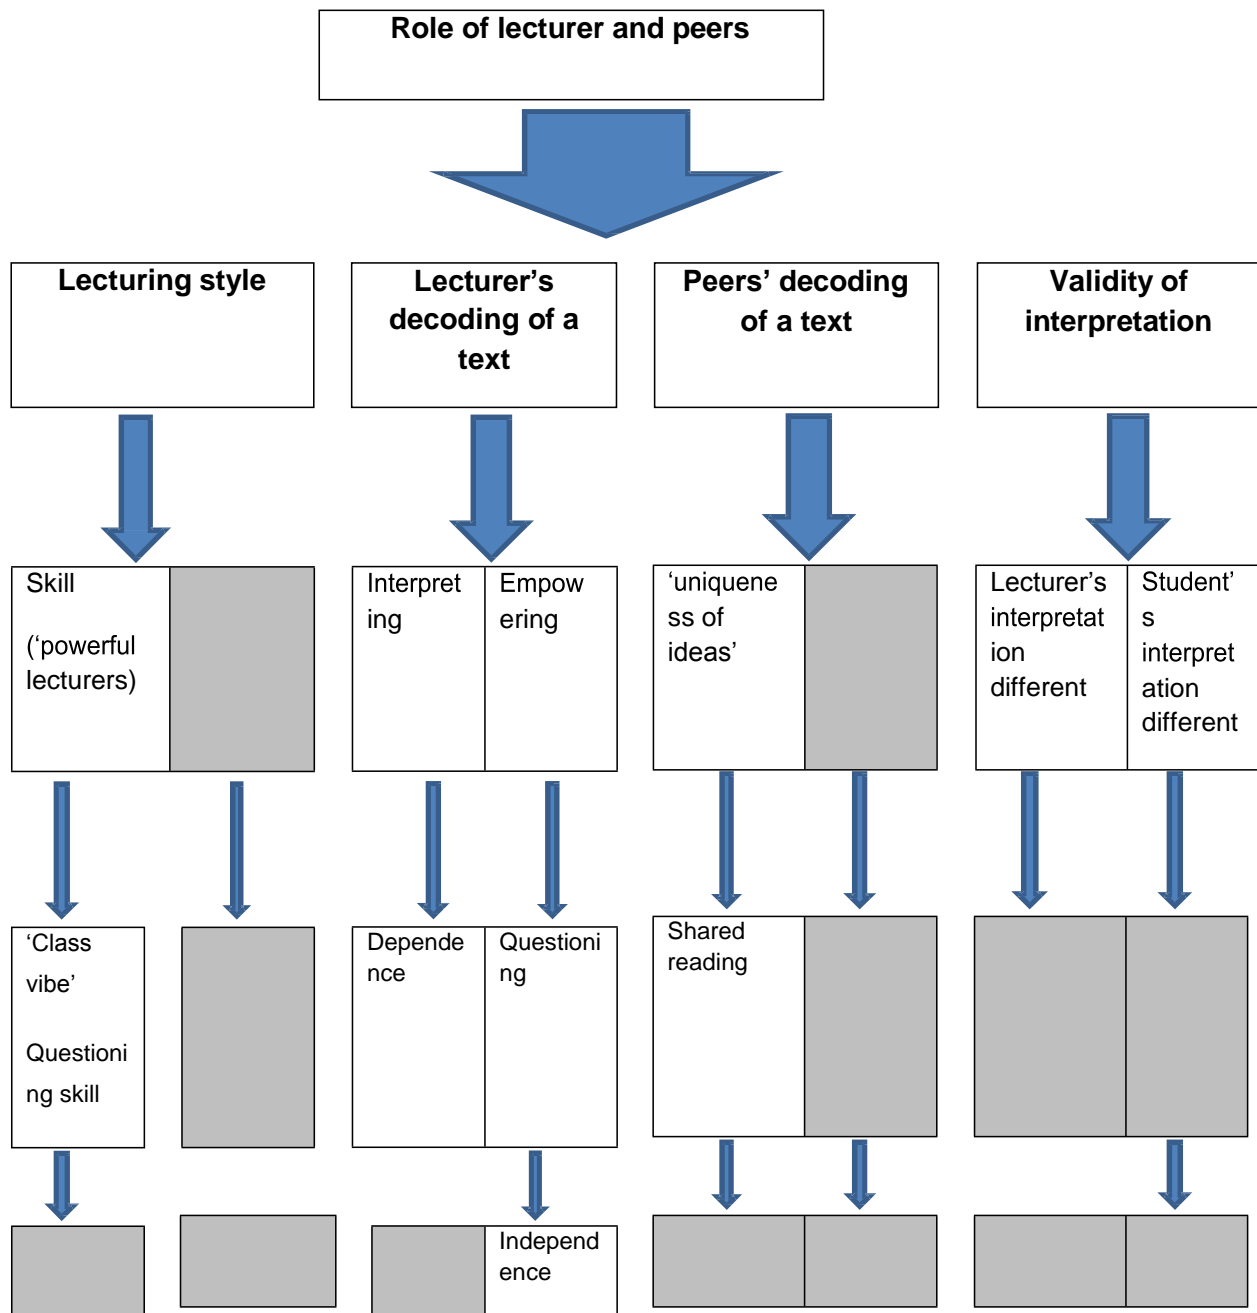 Role of lecturer and peers
Lecturing style
Lecturer’s
decoding of a
text
Peers’ decoding
of a text
Validity of
interpretation
Skill
(‘powerful
lecturers)
Interpret
ing
Empow
ering
‘uniquene
ss of
ideas’
Lecturer’s
interpretat
ion
different
Student’
s
interpret
ation
different
‘Class
vibe’
Questioni
ng skill
Depende
nce
Questioni
ng
Shared
reading
Independ
ence